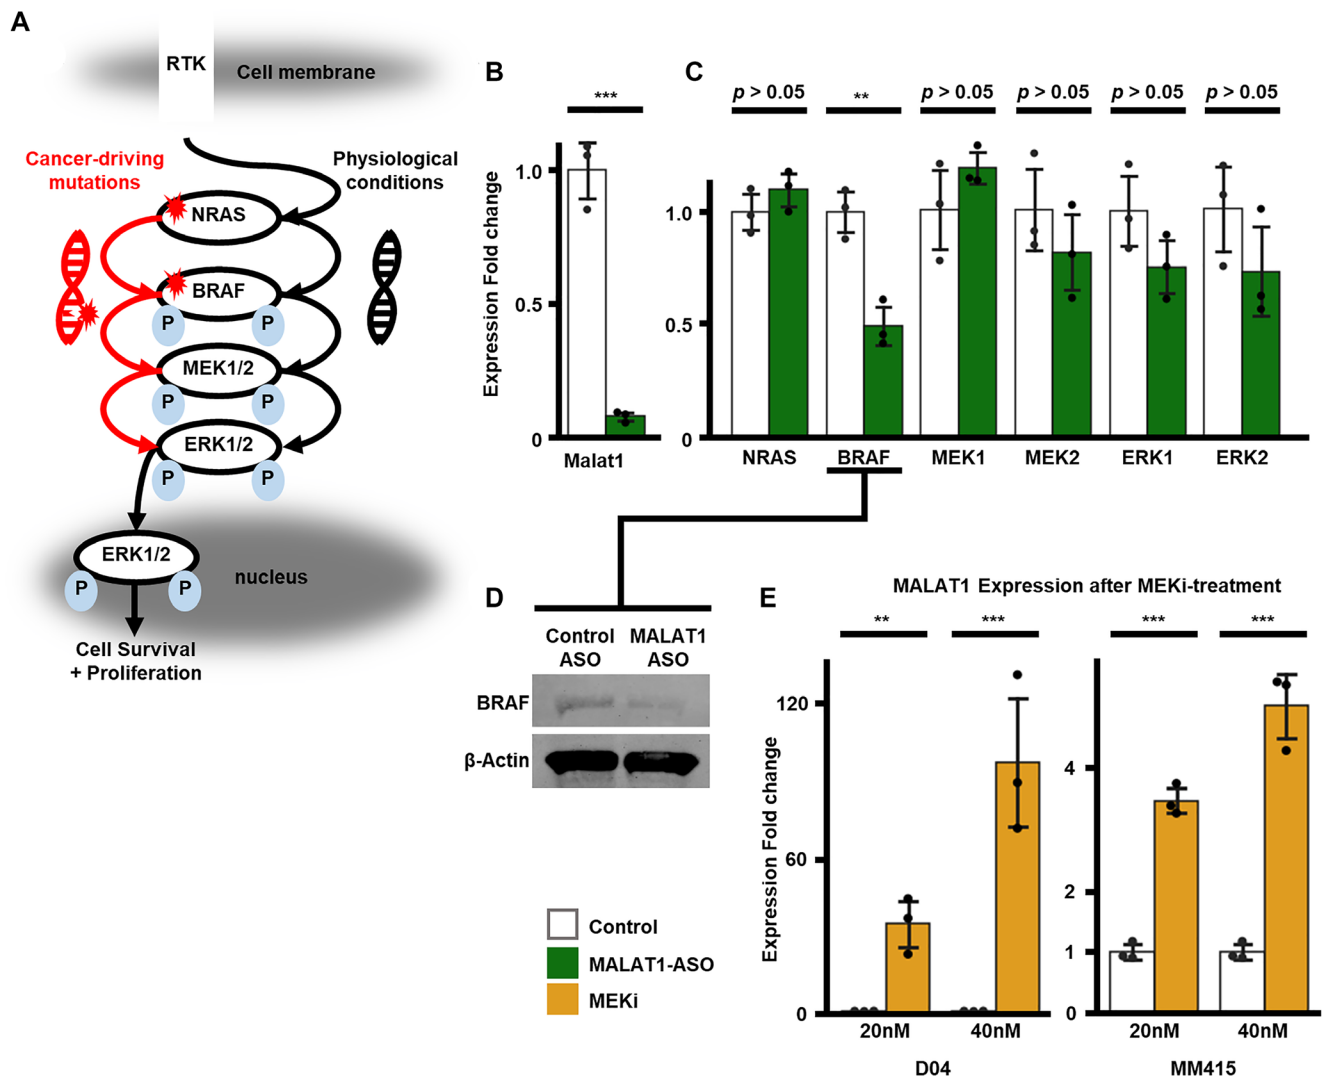 A
RTK
Cell membrane
Cancer-driving
mutations
Physiological
conditions
NRAS
BRAF
P
P
MEK1/2
P
P
ERK1/2
P
P
ERK1/2
P
P
nucleus
Cell Survival
+ Proliferation
B
***
Expression Fold change
1.0
0.5
0
Malat1
C
p > 0.05
**
p > 0.05
p > 0.05
p > 0.05
p > 0.05
1.0
0.5
0
NRAS
BRAF
MEK1
MEK2
ERK1
ERK2
D
Control
ASO
MALAT1
ASO
BRAF
β-Actin
Control
MALAT1-ASO
MEKi
E
MALAT1 Expression after MEKi-treatment
**
***
***
***
Expression Fold change
120
60
0
20nM
40nM
D04
4
2
1
0
20nM
40nM
MM415